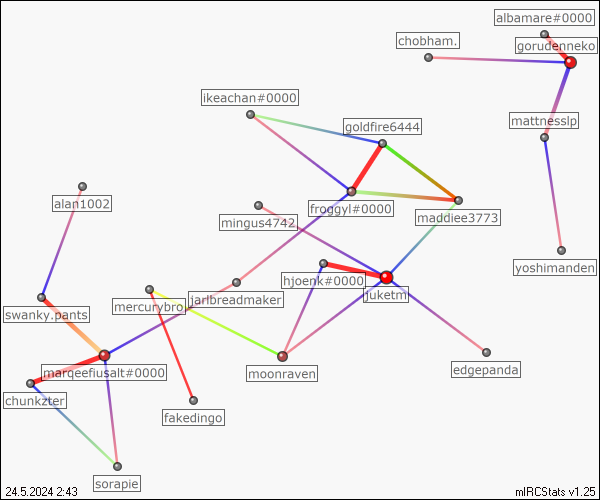 albamare#0000
chobham.
gorudenneko
ikeachan#0000
goldfire6444
mattnesslp
alan1002
froggyl#0000
maddiee3773
mingus4742
yoshimanden
hjoenk#0000
jarlbreadmaker
juketm
mercurybro
swanky.pants
marqeefiusalt#0000
moonraven
edgepanda
chunkzter
fakedingo
sorapie
24.5.2024 2:43
mIRCStats v1.25